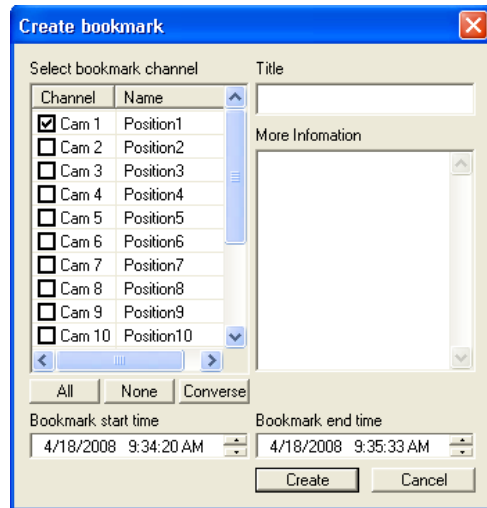 Create bookmark
Select bookmark channel
Channel Name
Cam 1 Position1
Cam 2 Position2
Cam 3 Position3
Cam 4 Position4
Cam 5 Position5
Cam 6 Position6
Cam 7 Position7
Cam 8 Position8
Cam 9 Position9
Cam 10 Position10
All None Converse
Title
More Infomation
Bookmark start time
4/18/2008 9:34:20 AM
Bookmark end time
4/18/2008 9:35:33 AM
Create Cancel